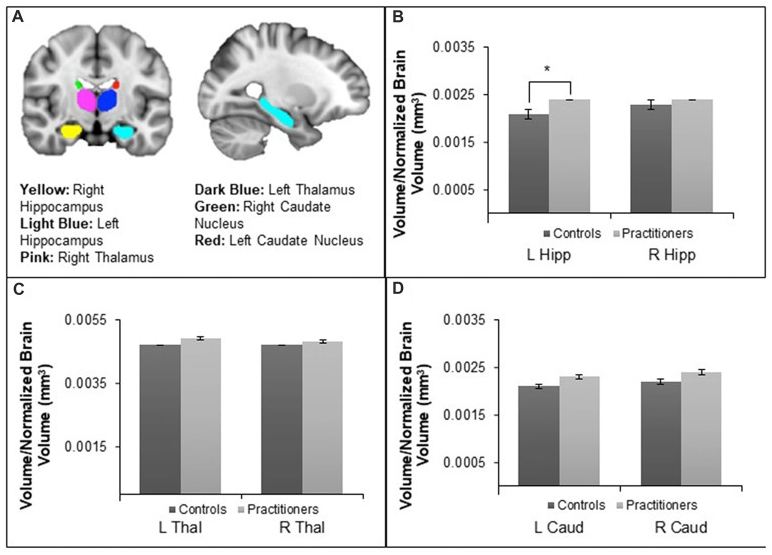 A
Yellow: Right
Hippocampus
Light Blue: Left
Hippocampus
Pink: Right Thalamus
Dark Blue: Left Thalamus
Green: Right Caudate
Nucleus
Red: Left Caudate Nucleus
B
Volume/Normalized Brain
Volume (mm³)
0.0035
0.0025
0.0015
0.0005
*
Controls Practitioners
L Hipp R Hipp
C
Volume/Normalized Brain
Volume (mm³)
0.0055
0.0035
0.0015
Controls Practitioners
L Thal R Thal
D
Volume/Normalized Brain
Volume (mm³)
0.0035
0.0025
0.0015
0.0005
Controls Practitioners
L Caud R Caud